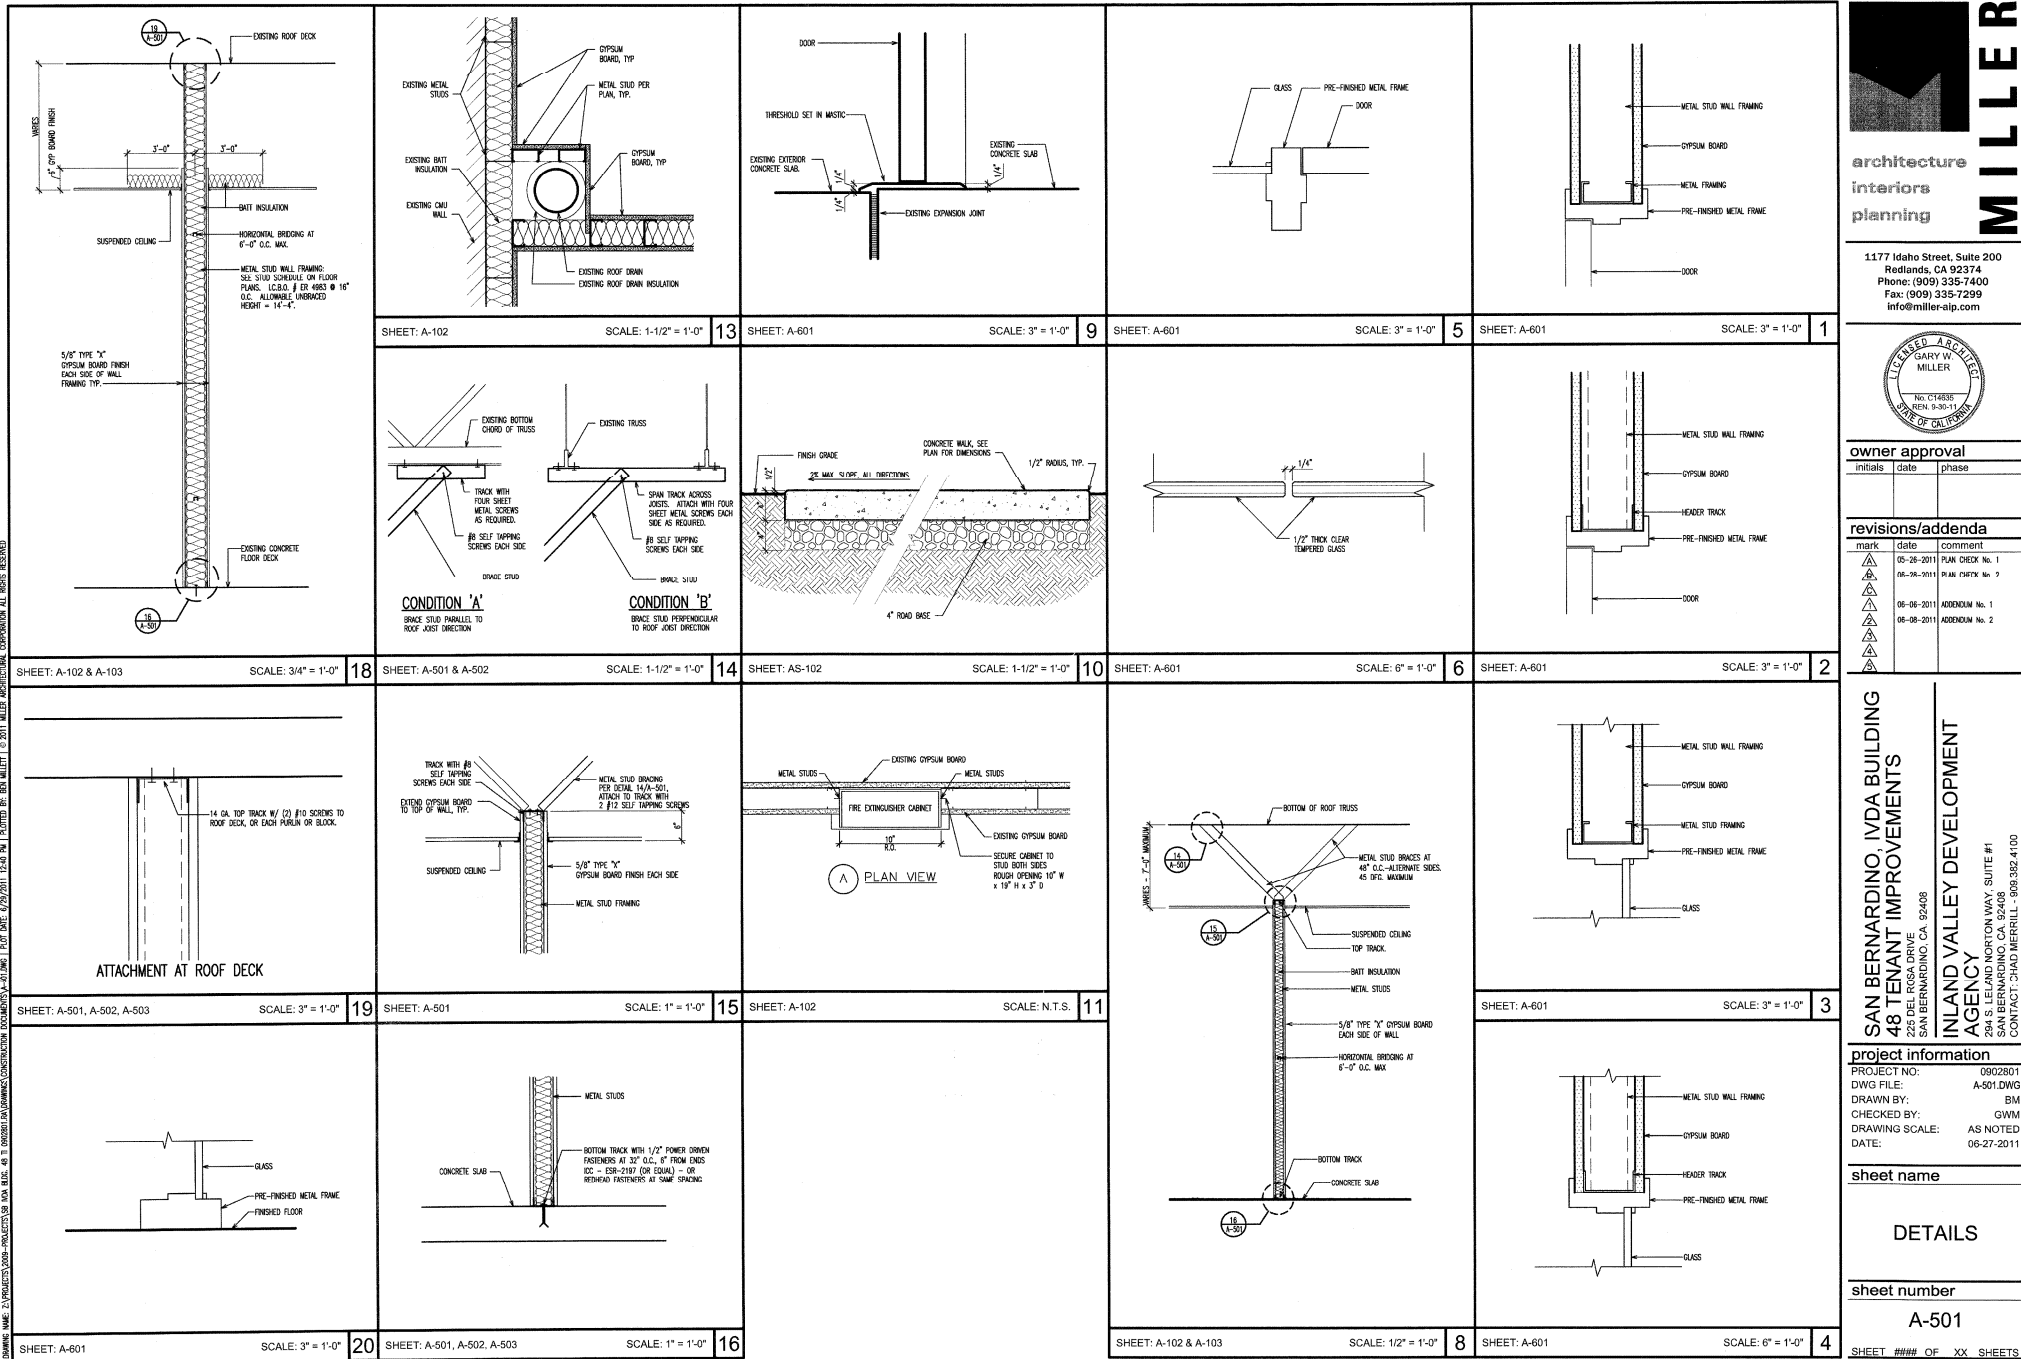 19
A-501
EXISTING ROOF DECK
VARIES
6" GYP BOARD FINISH
3'-0"
3'-0"
BATT INSULATION
SUSPENDED CEILING
HORIZONTAL BRIDGING AT
6'-0" O.C. MAX.
METAL STUD WALL FRAMING:
SEE STUD SCHEDULE ON FLOOR
PLANS. I.C.B.O. # ER 4983 @ 16"
O.C. ALLOWABLE UNBRACED
HEIGHT = 14'-4".
5/8" TYPE "X"
GYPSUM BOARD FINISH
EACH SIDE OF WALL
FRAMING TYP.
EXISTING CONCRETE
FLOOR DECK
16
A-501
SHEET: A-102 & A-103
SCALE: 3/4" = 1'-0"
18
14 GA. TOP TRACK W/ (2) #10 SCREWS TO
ROOF DECK, OR EACH PURLIN OR BLOCK.
ATTACHMENT AT ROOF DECK
SHEET: A-501, A-502, A-503
SCALE: 3" = 1'-0"
19
GLASS
PRE-FINISHED METAL FRAME
FINISHED FLOOR
SHEET: A-601
SCALE: 3" = 1'-0"
20
GYPSUM
BOARD, TYP
EXISTING METAL
STUDS
METAL STUD PER
PLAN, TYP.
EXISTING BATT
INSULATION
GYPSUM
BOARD, TYP
EXISTING CMU
WALL
EXISTING ROOF DRAIN
EXISTING ROOF DRAIN INSULATION
SHEET: A-102
SCALE: 1-1/2" = 1'-0"
13
EXISTING BOTTOM
CHORD OF TRUSS
TRACK WITH
FOUR SHEET
METAL SCREWS
AS REQUIRED.
#8 SELF TAPPING
SCREWS EACH SIDE
BRACE STUD
CONDITION 'A'
BRACE STUD PARALLEL TO
ROOF JOIST DIRECTION
EXISTING TRUSS
SPAN TRACK ACROSS
JOISTS. ATTACH WITH FOUR
SHEET METAL SCREWS EACH
SIDE AS REQUIRED.
#8 SELF TAPPING
SCREWS EACH SIDE
BRACE STUD
CONDITION 'B'
BRACE STUD PERPENDICULAR
TO ROOF JOIST DIRECTION
SHEET: A-501 & A-502
SCALE: 1-1/2" = 1'-0"
14
TRACK WITH #8
SELF TAPPING
SCREWS EACH SIDE
EXTEND GYPSUM BOARD
TO TOP OF WALL, TYP.
METAL STUD BRACING
PER DETAIL 14/A-501,
ATTACH TO TRACK WITH
2 #12 SELF TAPPING SCREWS
6"
SUSPENDED CEILING
5/8" TYPE "X"
GYPSUM BOARD FINISH EACH SIDE
METAL STUD FRAMING
SHEET: A-501
SCALE: 1" = 1'-0"
15
METAL STUDS
BOTTOM TRACK WITH 1/2" POWER DRIVEN
FASTENERS AT 32" O.C., 6" FROM ENDS
ICC - ESR-2197 (OR EQUAL) - OR
REDHEAD FASTENERS AT SAME SPACING
CONCRETE SLAB
SHEET: A-501, A-502, A-503
SCALE: 1" = 1'-0"
16
DOOR
THRESHOLD SET IN MASTIC
EXISTING EXTERIOR
CONCRETE SLAB.
EXISTING
CONCRETE SLAB
1/4"
1/4"
1/4"
EXISTING EXPANSION JOINT
SHEET: A-601
SCALE: 3" = 1'-0"
9
FINISH GRADE
1/2"
2% MAX. SLOPE, ALL DIRECTIONS
CONCRETE WALK, SEE
PLAN FOR DIMENSIONS
1/2" RADIUS, TYP.
4"
4" ROAD BASE
SHEET: AS-102
SCALE: 1-1/2" = 1'-0"
10
EXISTING GYPSUM BOARD
METAL STUDS
METAL STUDS
FIRE EXTINGUISHER CABINET
10"
R.O.
EXISTING GYPSUM BOARD
SECURE CABINET TO
STUD BOTH SIDES
ROUGH OPENING 10" W
x 19" H x 3" D
A
PLAN VIEW
SHEET: A-102
SCALE: N.T.S.
11
GLASS
PRE-FINISHED METAL FRAME
DOOR
SHEET: A-601
SCALE: 3" = 1'-0"
5
1/4"
1/2" THICK CLEAR
TEMPERED GLASS
SHEET: A-601
SCALE: 6" = 1'-0"
6
BOTTOM OF ROOF TRUSS
VARIES - 7'-0" MAXIMUM
14
A-501
METAL STUD BRACES AT
48" O.C.-ALTERNATE SIDES.
45 DEG. MAXIMUM
15
A-501
SUSPENDED CEILING
TOP TRACK.
BATT INSULATION
METAL STUDS
5/8" TYPE "X" GYPSUM BOARD
EACH SIDE OF WALL
HORIZONTAL BRIDGING AT
6'-0" O.C. MAX
BOTTOM TRACK
CONCRETE SLAB
16
A-501
SHEET: A-102 & A-103
SCALE: 1/2" = 1'-0"
8
METAL STUD WALL FRAMING
GYPSUM BOARD
METAL FRAMING
PRE-FINISHED METAL FRAME
DOOR
SHEET: A-601
SCALE: 3" = 1'-0"
1
METAL STUD WALL FRAMING
GYPSUM BOARD
HEADER TRACK
PRE-FINISHED METAL FRAME
DOOR
SHEET: A-601
SCALE: 3" = 1'-0"
2
METAL STUD WALL FRAMING
GYPSUM BOARD
METAL STUD FRAMING
PRE-FINISHED METAL FRAME
GLASS
SHEET: A-601
SCALE: 3" = 1'-0"
3
METAL STUD WALL FRAMING
GYPSUM BOARD
HEADER TRACK
PRE-FINISHED METAL FRAME
GLASS
SHEET: A-601
SCALE: 6" = 1'-0"
4
MILLER
architecture
interiors
planning
1177 Idaho Street, Suite 200
Redlands, CA 92374
Phone: (909) 335-7400
Fax: (909) 335-7299
info@miller-aip.com
LICENSED ARCHITECT
GARY W.
MILLER
No. C14635
REN. 9-30-11
STATE OF CALIFORNIA
owner approval
initials date phase
revisions/addenda
mark date comment
A 05-26-2011 PLAN CHECK No. 1
B 06-28-2011 PLAN CHECK No. 2
C
1 06-06-2011 ADDENDUM No. 1
2 06-08-2011 ADDENDUM No. 2
3
4
5
SAN BERNARDINO, IVDA BUILDING
48 TENANT IMPROVEMENTS
225 DEL ROSA DRIVE
SAN BERNARDINO, CA. 92408
INLAND VALLEY DEVELOPMENT
AGENCY
294 S. LELAND NORTON WAY, SUITE #1
SAN BERNARDINO, CA. 92408
CONTACT: CHAD MERRILL - 909.382.4100
project information
PROJECT NO: 0902801
DWG FILE: A-501.DWG
DRAWN BY: BM
CHECKED BY: GWM
DRAWING SCALE: AS NOTED
DATE: 06-27-2011
sheet name
DETAILS
sheet number
A-501
SHEET #### OF XX SHEETS